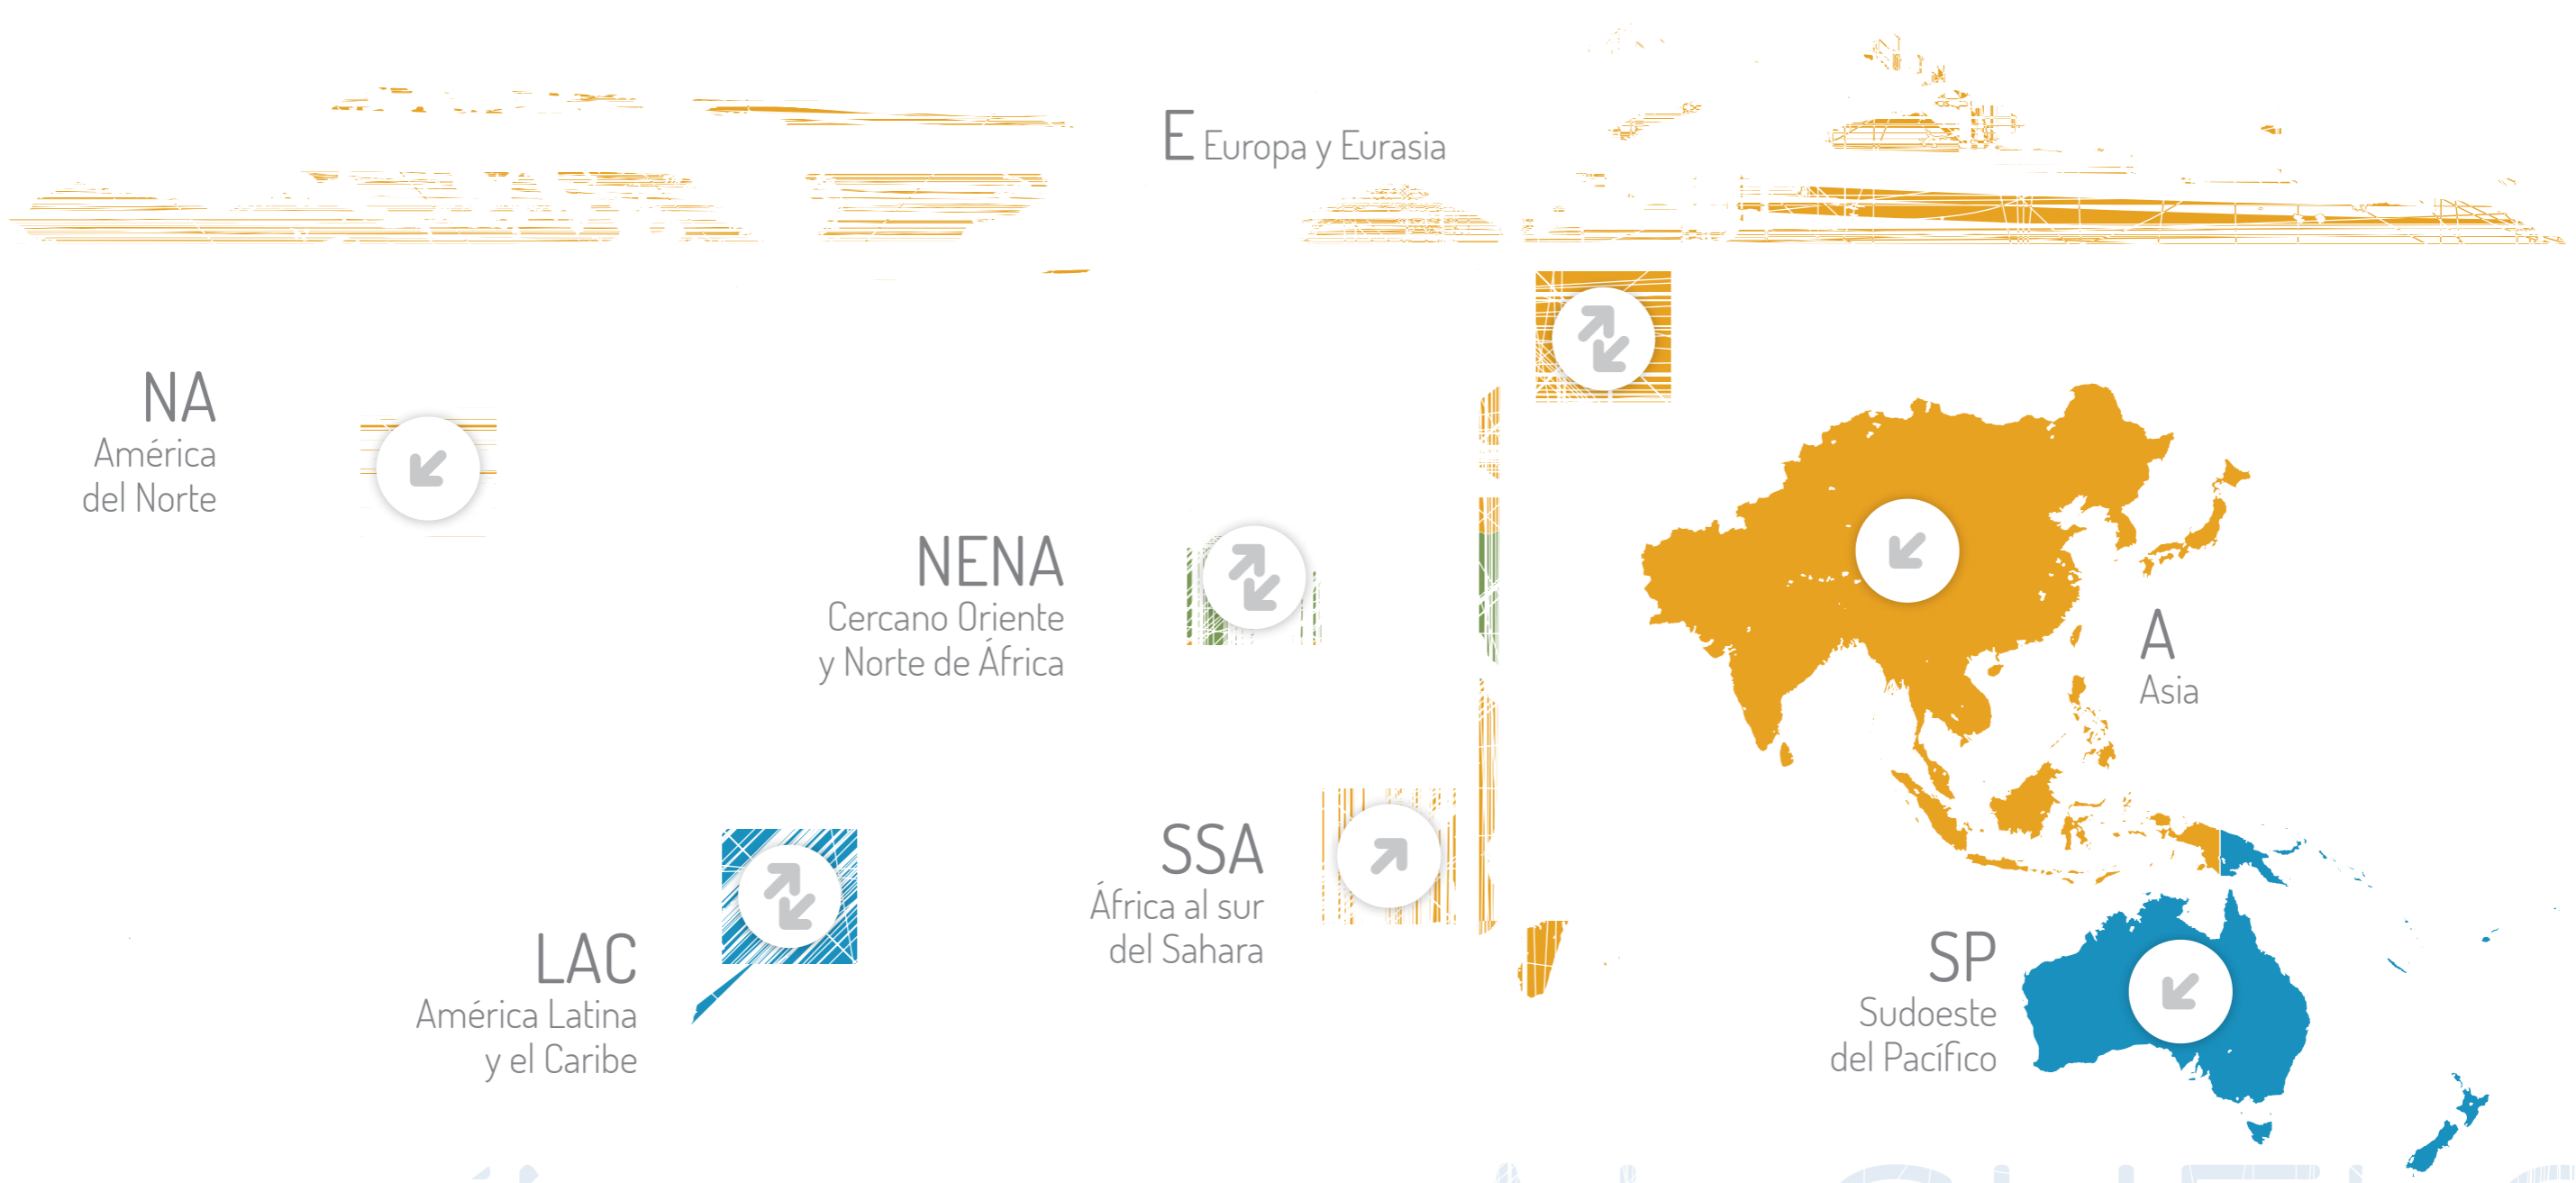 E Europa y Eurasia
NA
América
del Norte
NENA
Cercano Oriente
y Norte de África
A
Asia
SSA
África al sur
del Sahara
LAC
América Latina
y el Caribe
SP
Sudoeste
del Pacífico